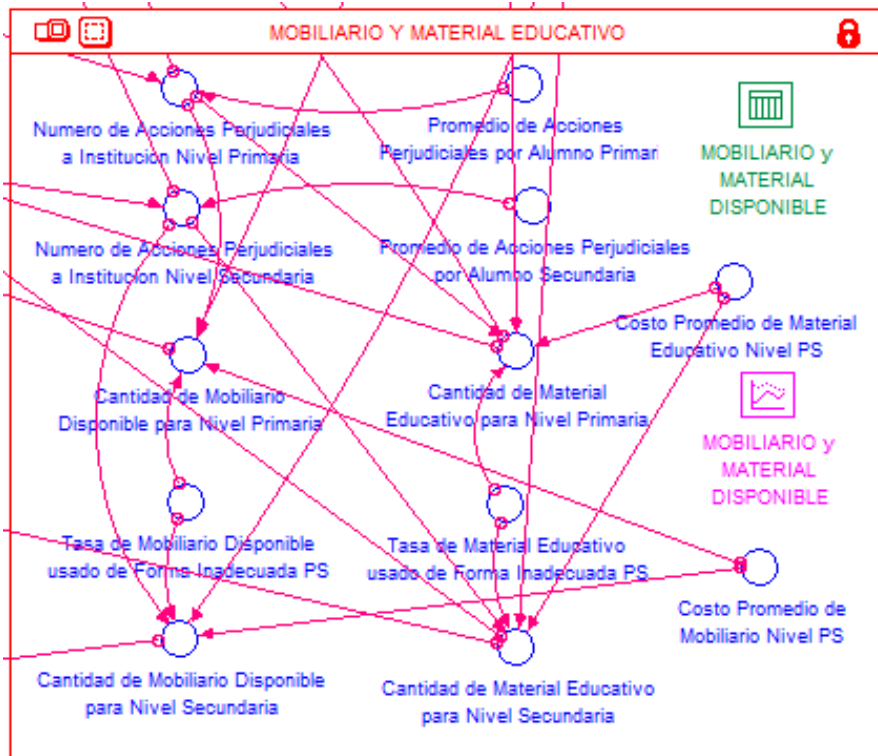 MOBILIARIO Y MATERIAL EDUCATIVO
Numero de Acciones Perjudiciales
a Institucion Nivel Primaria
Promedio de Acciones
Perjudiciales por Alumno Primari
MOBILIARIO y
MATERIAL
DISPONIBLE
Numero de Acciones Perjudiciales
a Institucion Nivel Secundaria
Promedio de Acciones Perjudiciales
por Alumno Secundaria
Costo Promedio de Material
Educativo Nivel PS
Cantidad de Mobiliario
Disponible para Nivel Primaria
Cantidad de Material
Educativo para Nivel Primaria
MOBILIARIO y
MATERIAL
DISPONIBLE
Tasa de Mobiliario Disponible
usado de Forma Inadecuada PS
Tasa de Material Educativo
usado de Forma Inadecuada PS
Costo Promedio de
Mobiliario Nivel PS
Cantidad de Mobiliario Disponible
para Nivel Secundaria
Cantidad de Material Educativo
para Nivel Secundaria